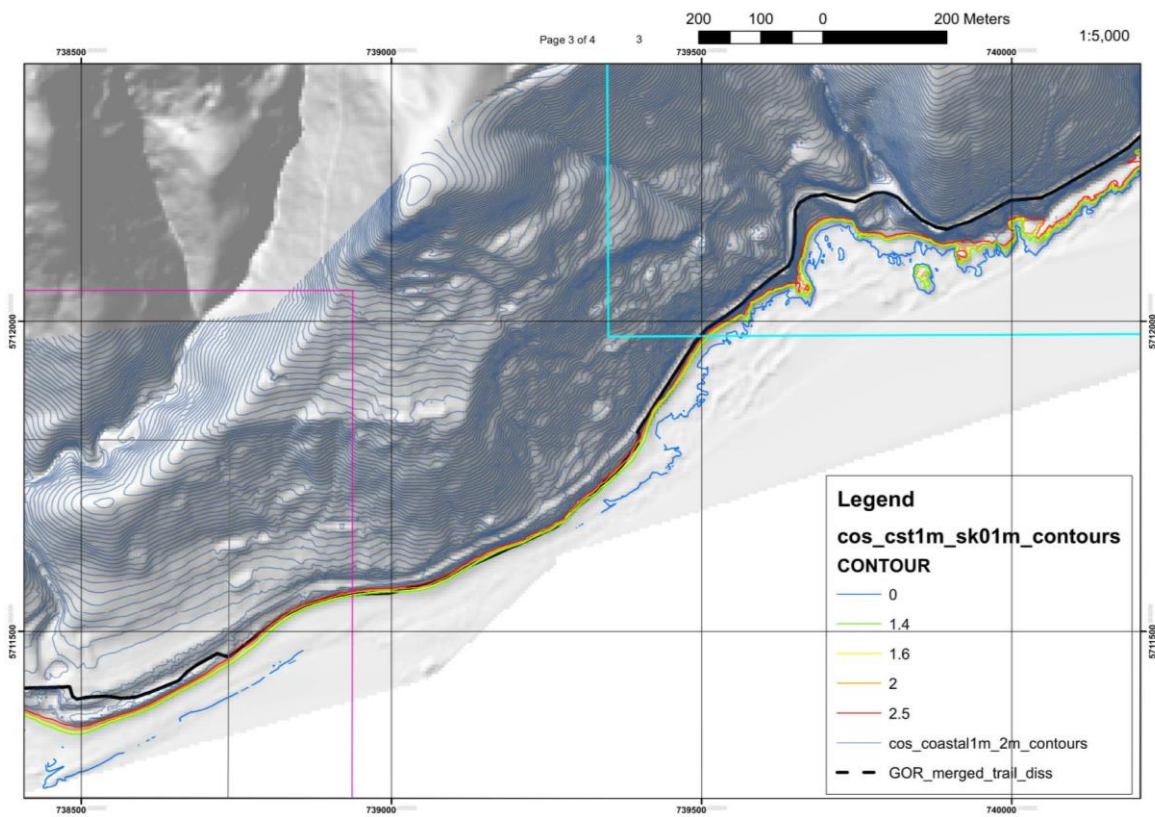 200 100 0 200 Meters
Page 3 of 4 3 1:5,000
738500 739000 739500 740000
5712000 5712000
5711500 5711500
Legend
cos_cst1m_sk01m_contours
CONTOUR
0
1.4
1.6
2
2.5
cos_coastal1m_2m_contours
GOR_merged_trail_diss
738500 739000 739500 740000